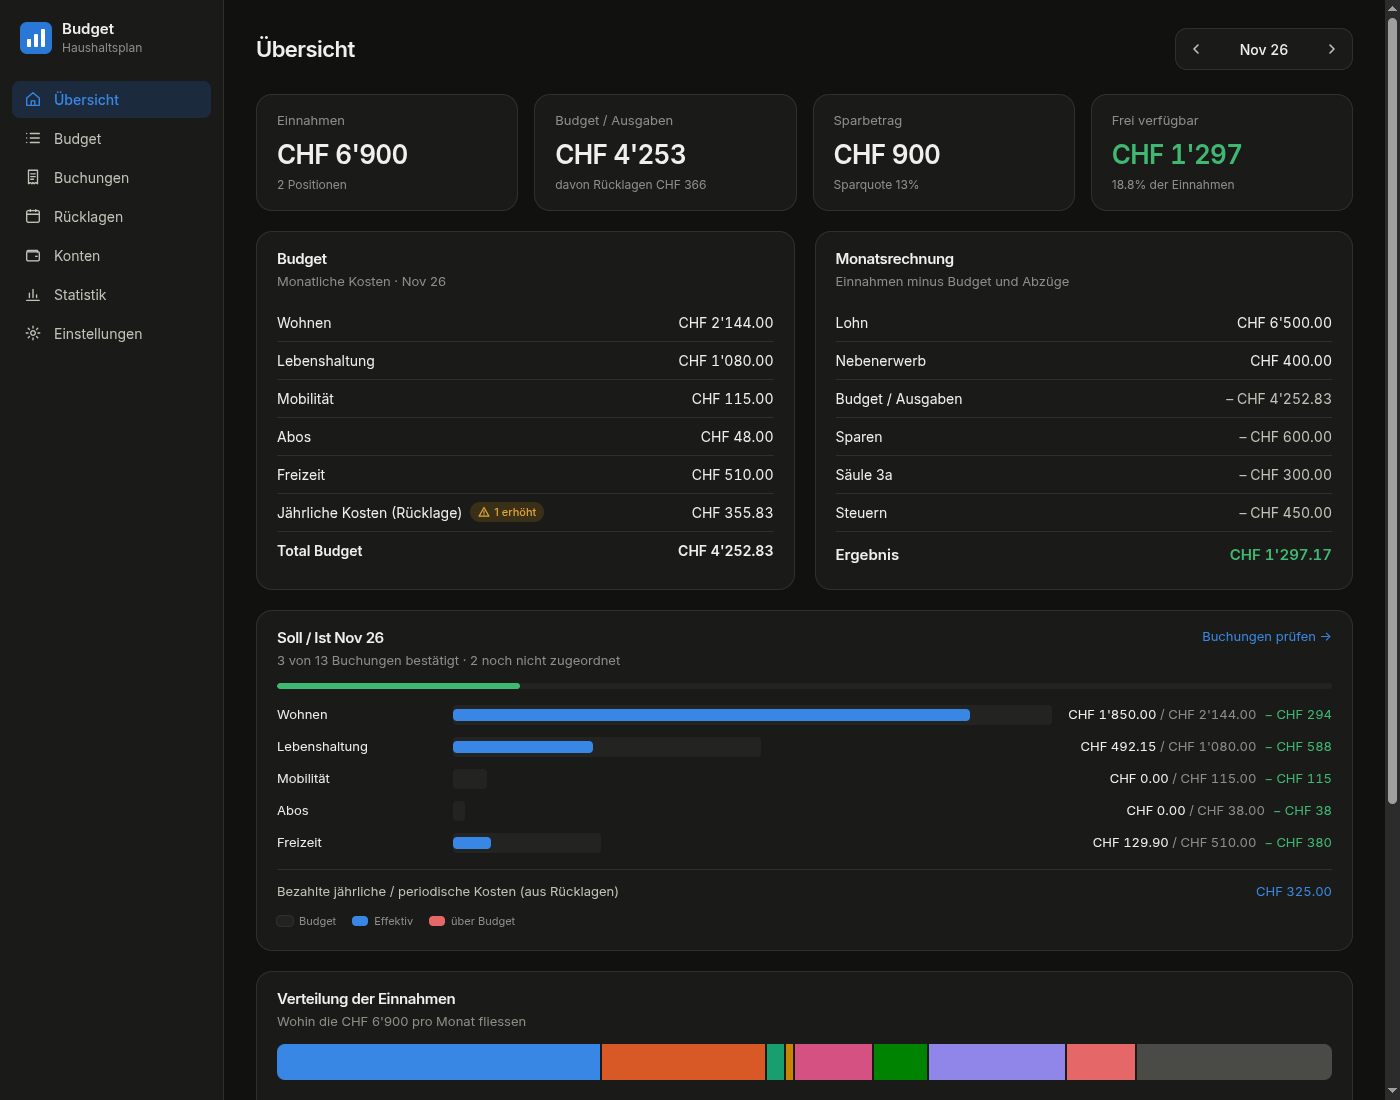 Budget
Haushaltsplan
Übersicht
Budget
Buchungen
Rücklagen
Konten
Statistik
Einstellungen
Übersicht
Nov 26
Einnahmen
CHF 6'900
2 Positionen
Budget / Ausgaben
CHF 4'253
davon Rücklagen CHF 366
Sparbetrag
CHF 900
Sparquote 13%
Frei verfügbar
CHF 1'297
18.8% der Einnahmen
Budget
Monatliche Kosten · Nov 26
Wohnen CHF 2'144.00
Lebenshaltung CHF 1'080.00
Mobilität CHF 115.00
Abos CHF 48.00
Freizeit CHF 510.00
Jährliche Kosten (Rücklage) 1 erhöht CHF 355.83
Total Budget CHF 4'252.83
Monatsrechnung
Einnahmen minus Budget und Abzüge
Lohn CHF 6'500.00
Nebenerwerb CHF 400.00
Budget / Ausgaben – CHF 4'252.83
Sparen – CHF 600.00
Säule 3a – CHF 300.00
Steuern – CHF 450.00
Ergebnis CHF 1'297.17
Soll / Ist Nov 26
Buchungen prüfen →
3 von 13 Buchungen bestätigt · 2 noch nicht zugeordnet
Wohnen CHF 1'850.00 / CHF 2'144.00 – CHF 294
Lebenshaltung CHF 492.15 / CHF 1'080.00 – CHF 588
Mobilität CHF 0.00 / CHF 115.00 – CHF 115
Abos CHF 0.00 / CHF 38.00 – CHF 38
Freizeit CHF 129.90 / CHF 510.00 – CHF 380
Bezahlte jährliche / periodische Kosten (aus Rücklagen) CHF 325.00
Budget Effektiv über Budget
Verteilung der Einnahmen
Wohin die CHF 6'900 pro Monat fliessen